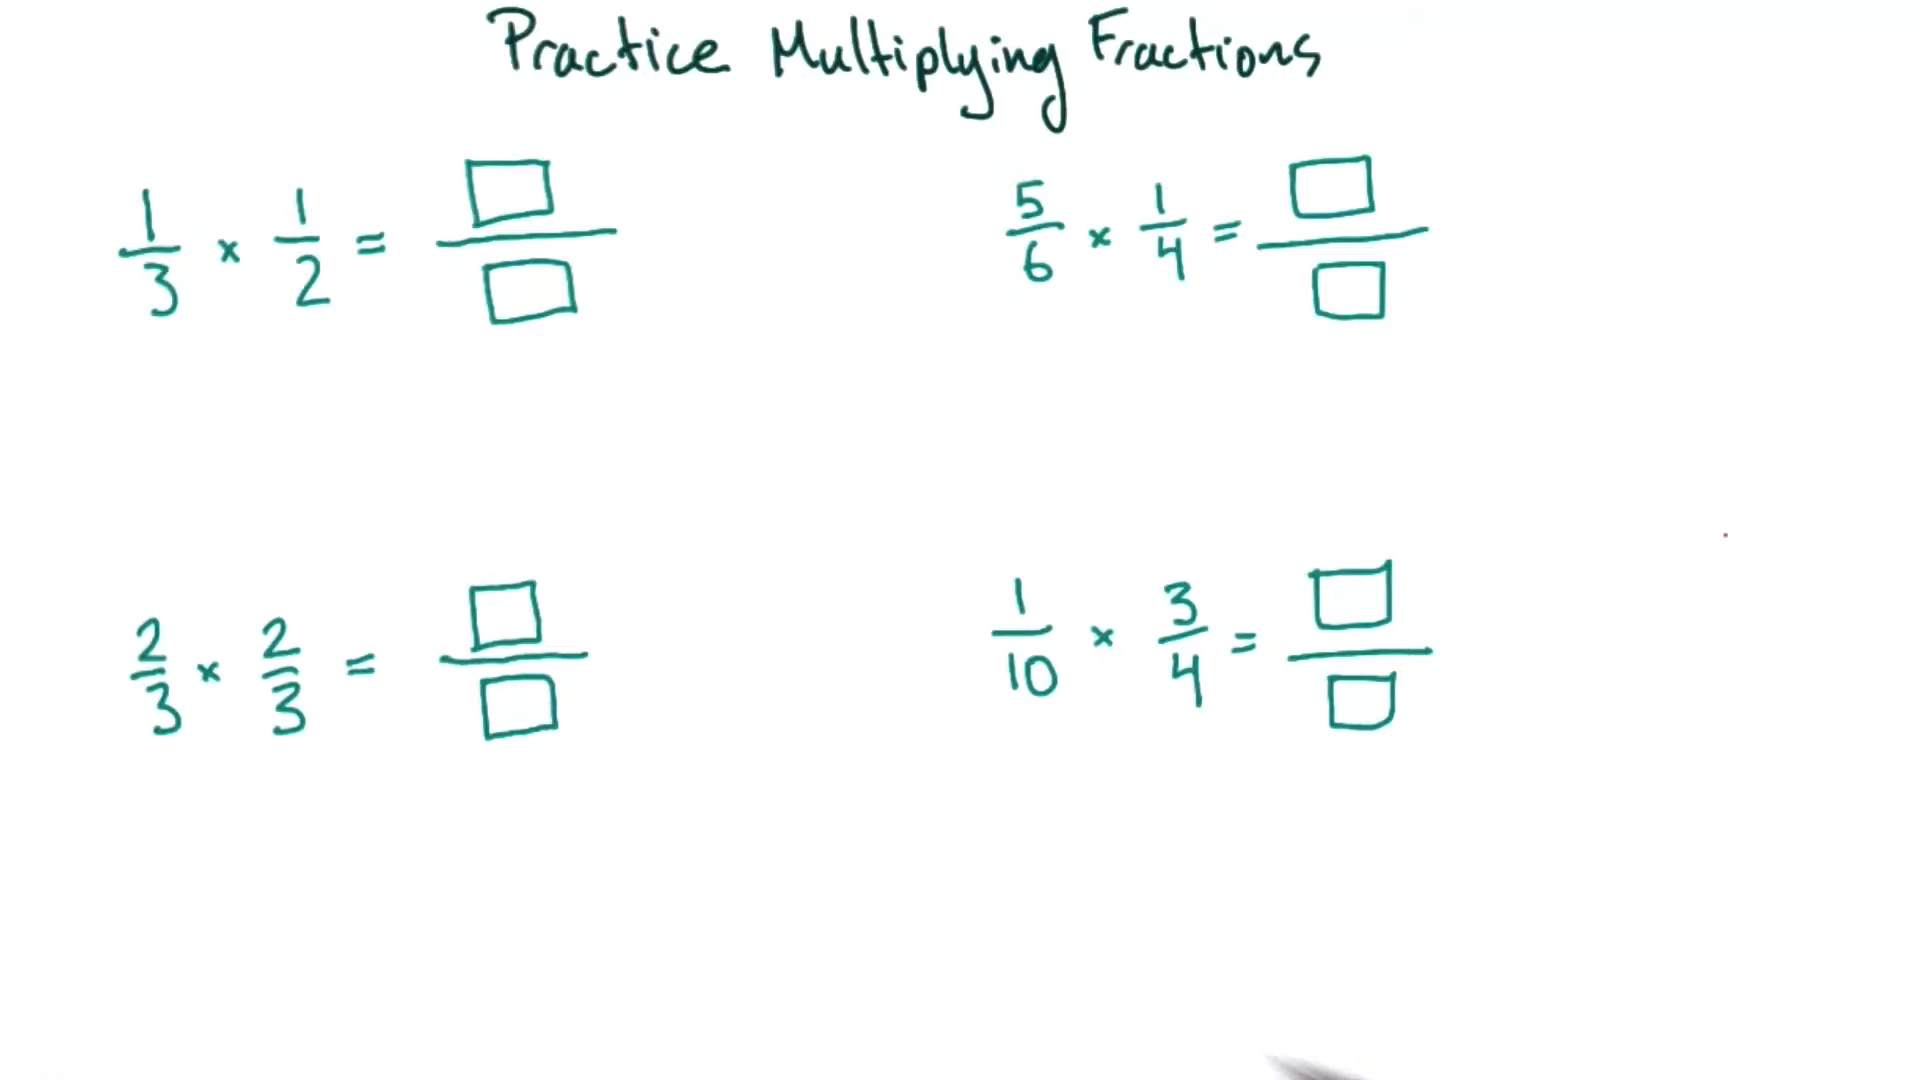 Practice Multiplying Fractions
1/3 × 1/2 = □/□
5/6 × 1/4 = □/□
2/3 × 2/3 = □/□
1/10 × 3/4 = □/□